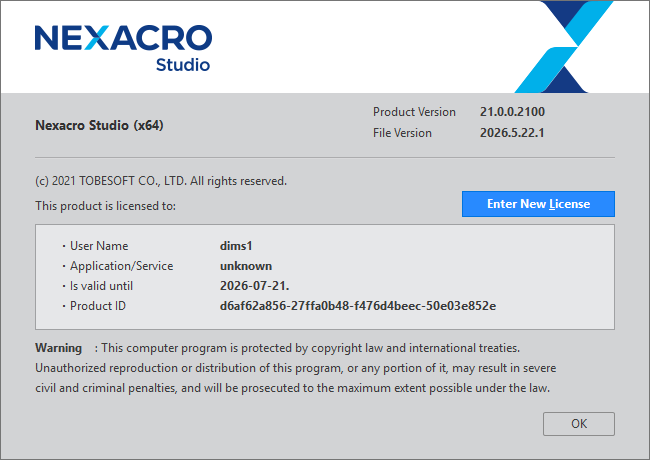 NEXACRO
Studio
Nexacro Studio (x64)
Product Version 21.0.0.2100
File Version 2026.5.22.1
(c) 2021 TOBESOFT CO., LTD. All rights reserved.
This product is licensed to:
Enter New License
· User Name dims1
· Application/Service unknown
· Is valid until 2026-07-21.
· Product ID d6af62a856-27ffa0b48-f476d4beec-50e03e852e
Warning : This computer program is protected by copyright law and international treaties.
Unauthorized reproduction or distribution of this program, or any portion of it, may result in severe
civil and criminal penalties, and will be prosecuted to the maximum extent possible under the law.
OK